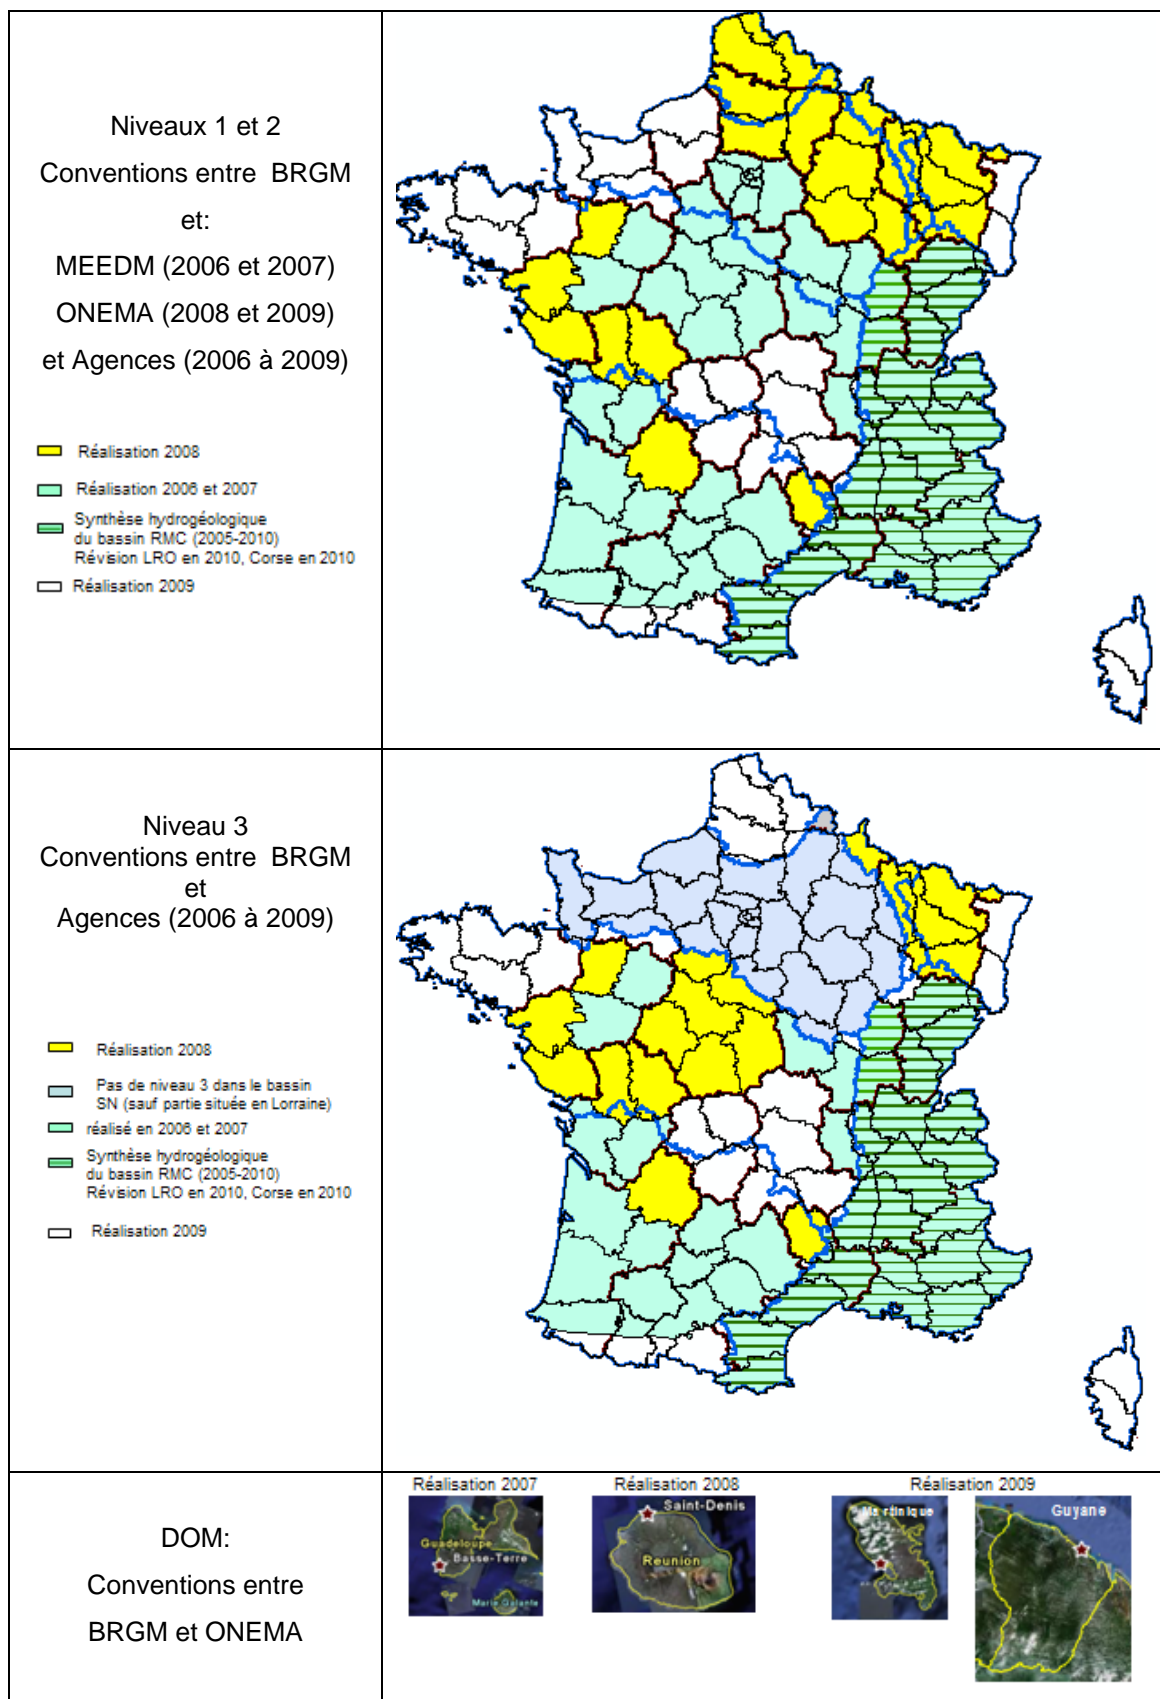 Niveaux 1 et 2
Conventions entre BRGM
et:
MEEDM (2006 et 2007)
ONEMA (2008 et 2009)
et Agences (2006 à 2009)
Réalisation 2008
Réalisation 2006 et 2007
Synthèse hydrogéologique
du bassin RMC (2005-2010)
Révision LRO en 2010, Corse en 2010
Réalisation 2009
Niveau 3
Conventions entre BRGM
et
Agences (2006 à 2009)
Réalisation 2008
Pas de niveau 3 dans le bassin
SN (sauf partie située en Lorraine)
réalisé en 2006 et 2007
Synthèse hydrogéologique
du bassin RMC (2005-2010)
Révision LRO en 2010, Corse en 2010
Réalisation 2009
DOM:
Conventions entre
BRGM et ONEMA
Réalisation 2007
Réalisation 2008
Réalisation 2009
Guadeloupe
Basse-Terre
Marie Galante
Saint-Denis
Reunion
Martinique
Guyane